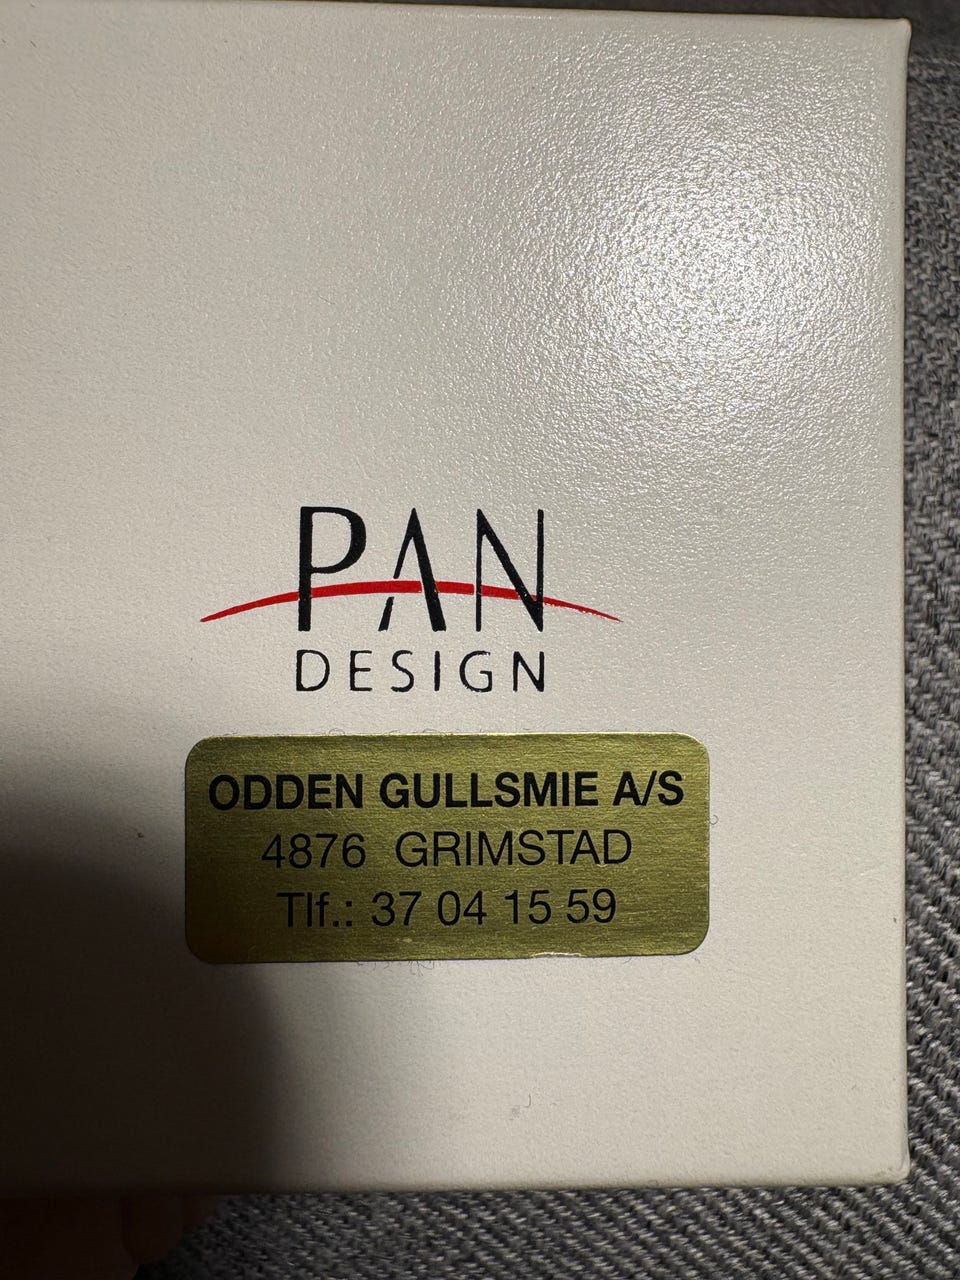 PAN
DESIGN
ODDEN GULLSMIE A/S
4876 GRIMSTAD
Tlf.: 37 04 15 59